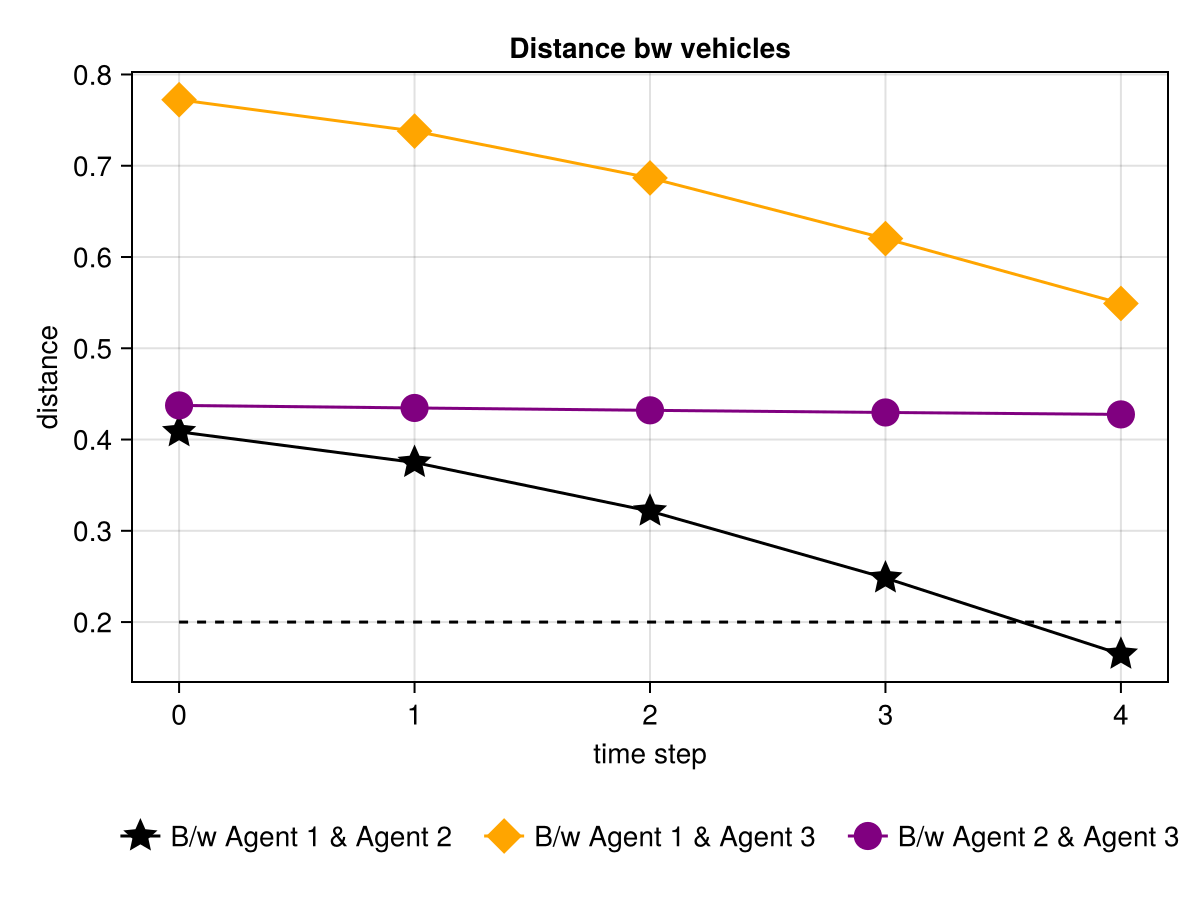 Distance bw vehicles
0.8
0.7
0.6
0.5
0.4
0.3
0.2
distance
0 1 2 3 4
time step
B/w Agent 1 & Agent 2 B/w Agent 1 & Agent 3 B/w Agent 2 & Agent 3